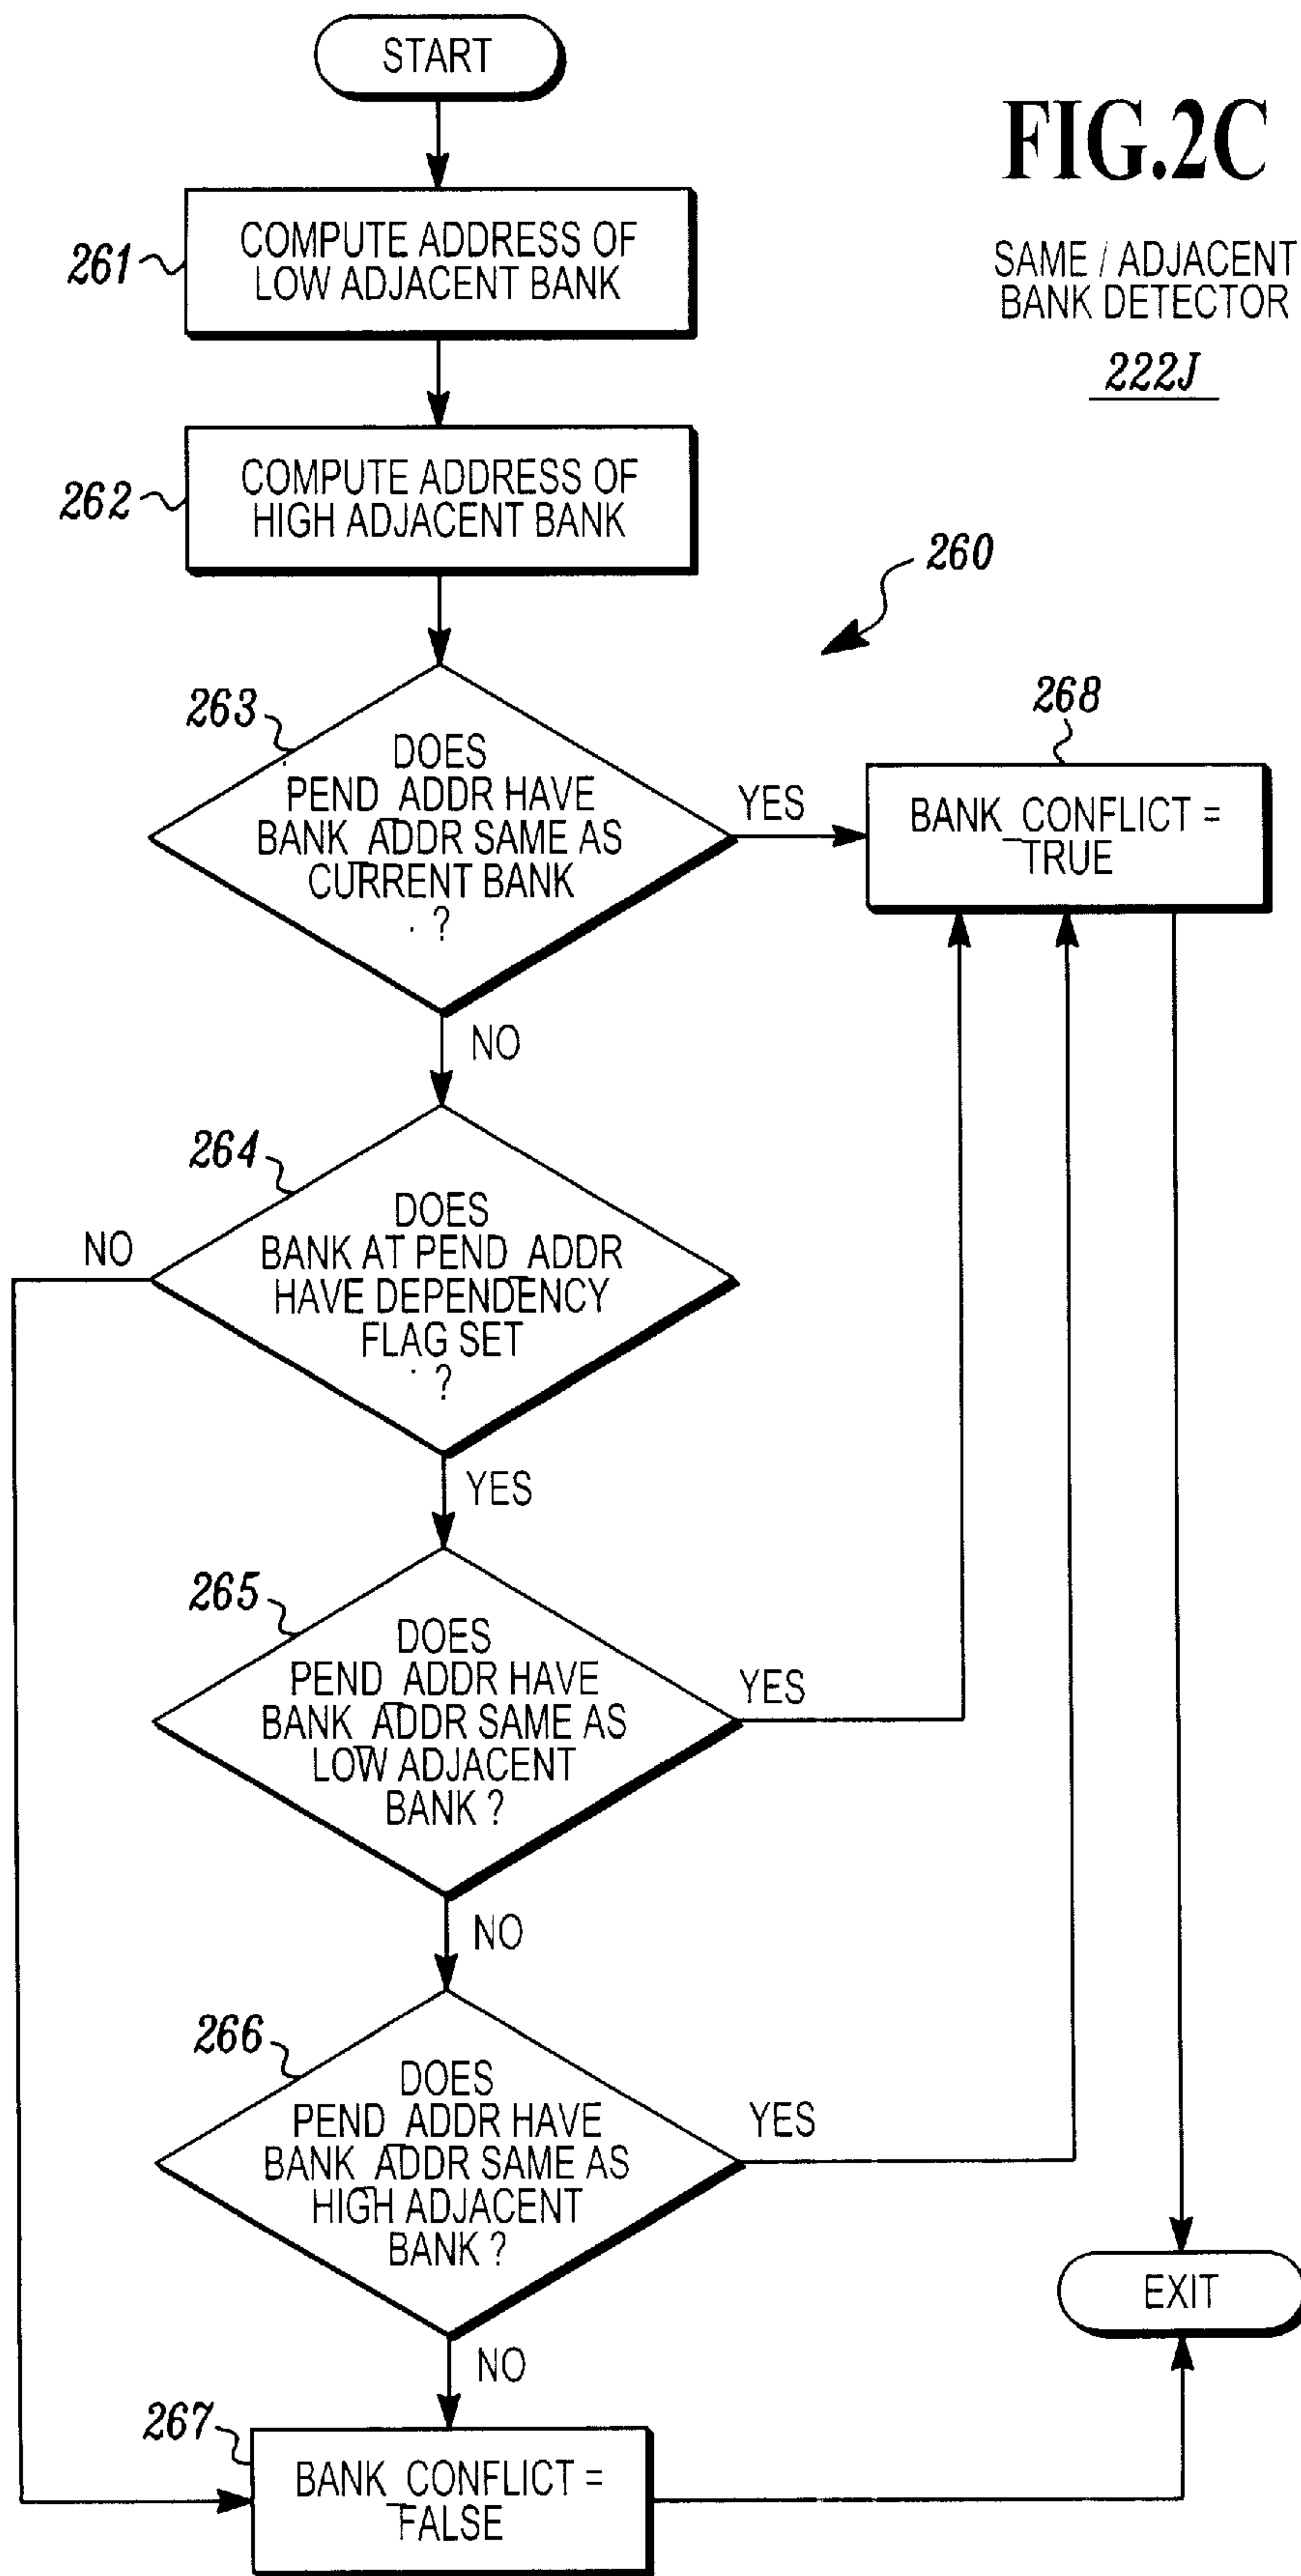 START
FIG.2C
SAME / ADJACENT
BANK DETECTOR
222J
261
COMPUTE ADDRESS OF
LOW ADJACENT BANK
262
COMPUTE ADDRESS OF
HIGH ADJACENT BANK
260
263
DOES
PEND_ADDR HAVE
BANK_ADDR SAME AS
CURRENT BANK
?
YES
268
BANK_CONFLICT =
TRUE
NO
264
DOES
BANK AT PEND_ADDR
HAVE DEPENDENCY
FLAG SET
?
NO
YES
265
DOES
PEND_ADDR HAVE
BANK_ADDR SAME AS
LOW ADJACENT
BANK ?
YES
NO
266
DOES
PEND_ADDR HAVE
BANK_ADDR SAME AS
HIGH ADJACENT
BANK ?
YES
EXIT
NO
267
BANK_CONFLICT =
FALSE